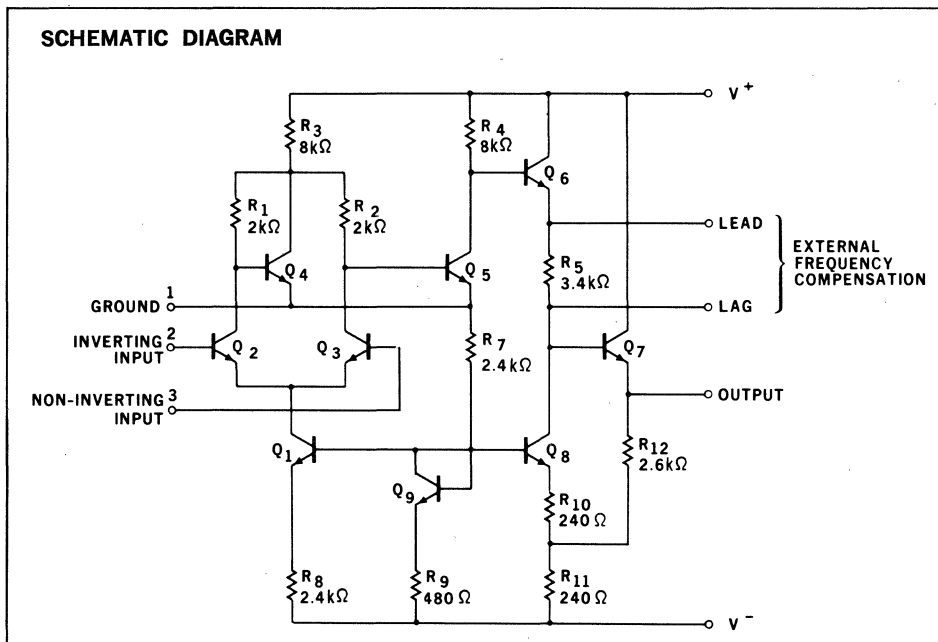 SCHEMATIC DIAGRAM
V+
R3
8kΩ
R4
8kΩ
Q6
R1
2kΩ
R2
2kΩ
LEAD
Q4
Q5
R5
3.4kΩ
EXTERNAL
FREQUENCY
COMPENSATION
GROUND 1
LAG
INVERTING 2
INPUT
Q2
Q3
R7
2.4kΩ
Q7
NON-INVERTING 3
INPUT
OUTPUT
Q1
Q8
R12
2.6kΩ
Q9
R10
240Ω
R8
2.4kΩ
R9
480Ω
R11
240Ω
V-